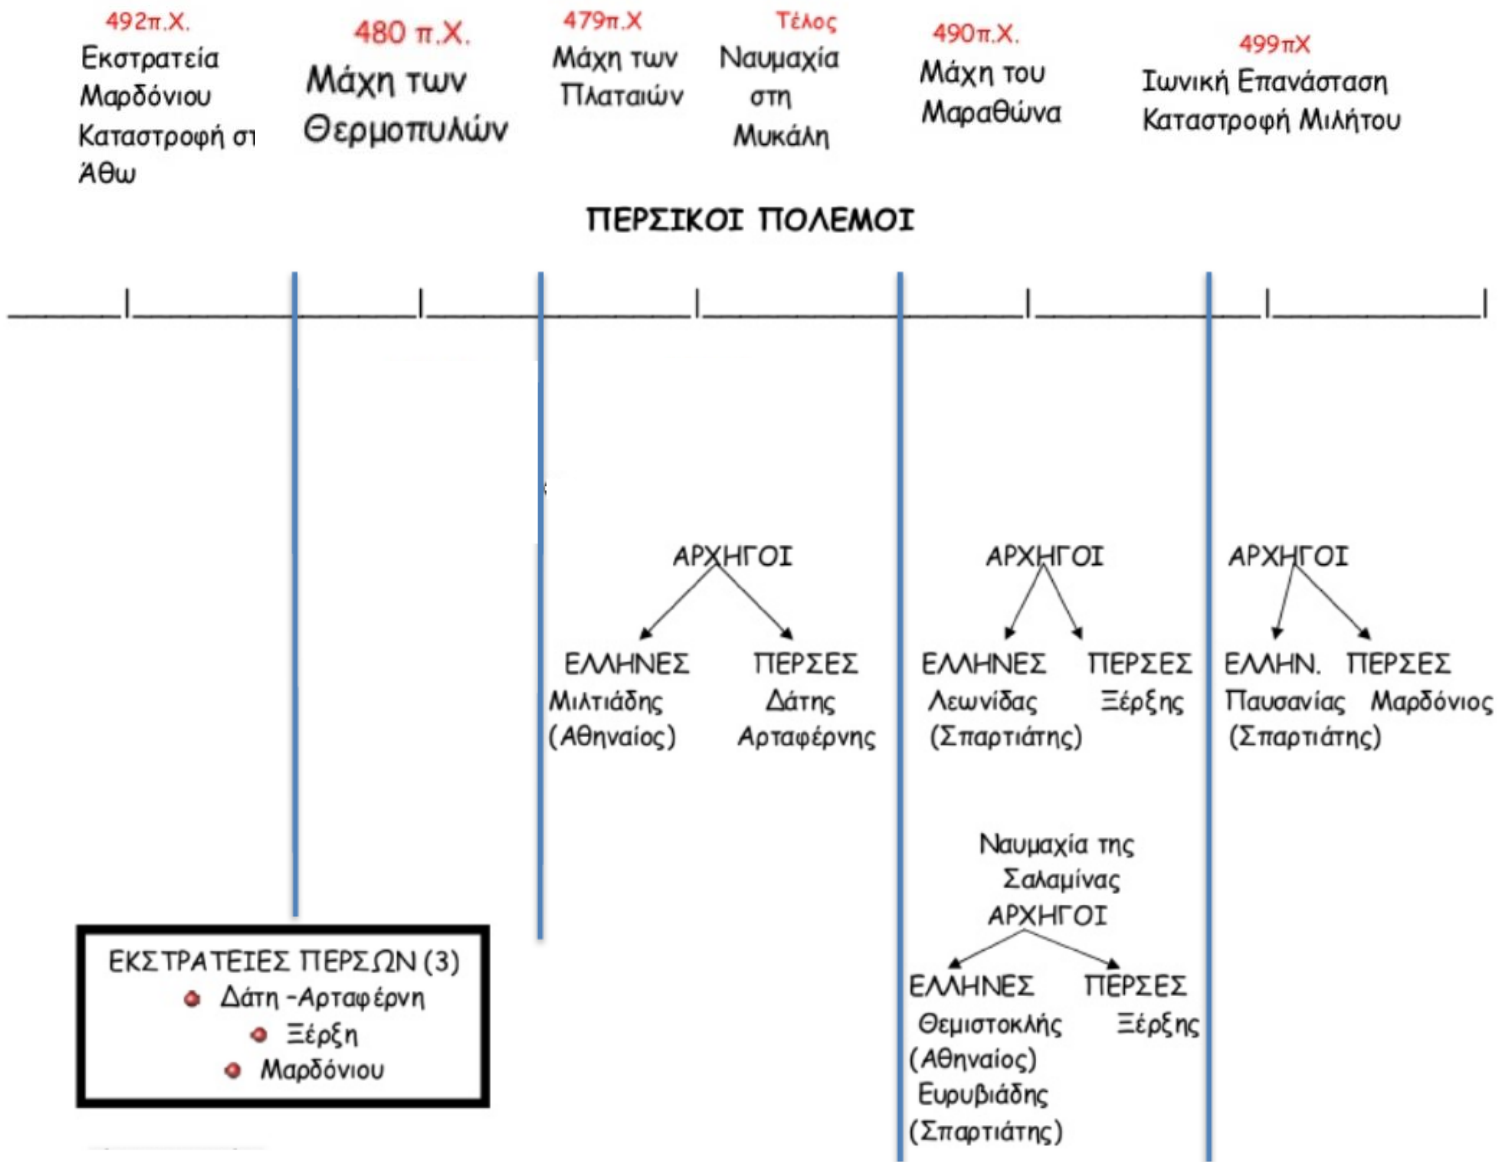 492π.Χ.
Εκστρατεία
Μαρδόνιου
Καταστροφή στ
Άθω
480 π.Χ.
Μάχη των
Θερμοπυλών
479π.Χ
Μάχη των
Πλαταιών
Τέλος
Ναυμαχία
στη
Μυκάλη
490π.Χ.
Μάχη του
Μαραθώνα
499πΧ
Ιωνική Επανάσταση
Καταστροφή Μιλήτου
ΠΕΡΣΙΚΟΙ ΠΟΛΕΜΟΙ
ΑΡΧΗΓΟΙ
ΕΛΛΗΝΕΣ ΠΕΡΣΕΣ
Μιλτιάδης Δάτης
(Αθηναίος) Αρταφέρνης
ΑΡΧΗΓΟΙ
ΕΛΛΗΝΕΣ ΠΕΡΣΕΣ
Λεωνίδας Ξέρξης
(Σπαρτιάτης)
Ναυμαχία της
Σαλαμίνας
ΑΡΧΗΓΟΙ
ΕΛΛΗΝΕΣ ΠΕΡΣΕΣ
Θεμιστοκλής Ξέρξης
(Αθηναίος)
Ευρυβιάδης
(Σπαρτιάτης)
ΑΡΧΗΓΟΙ
ΕΛΛΗΝ. ΠΕΡΣΕΣ
Παυσανίας Μαρδόνιος
(Σπαρτιάτης)
ΕΚΣΤΡΑΤΕΙΕΣ ΠΕΡΣΩΝ (3)
Δάτη -Αρταφέρνη
Ξέρξη
Μαρδόνιου